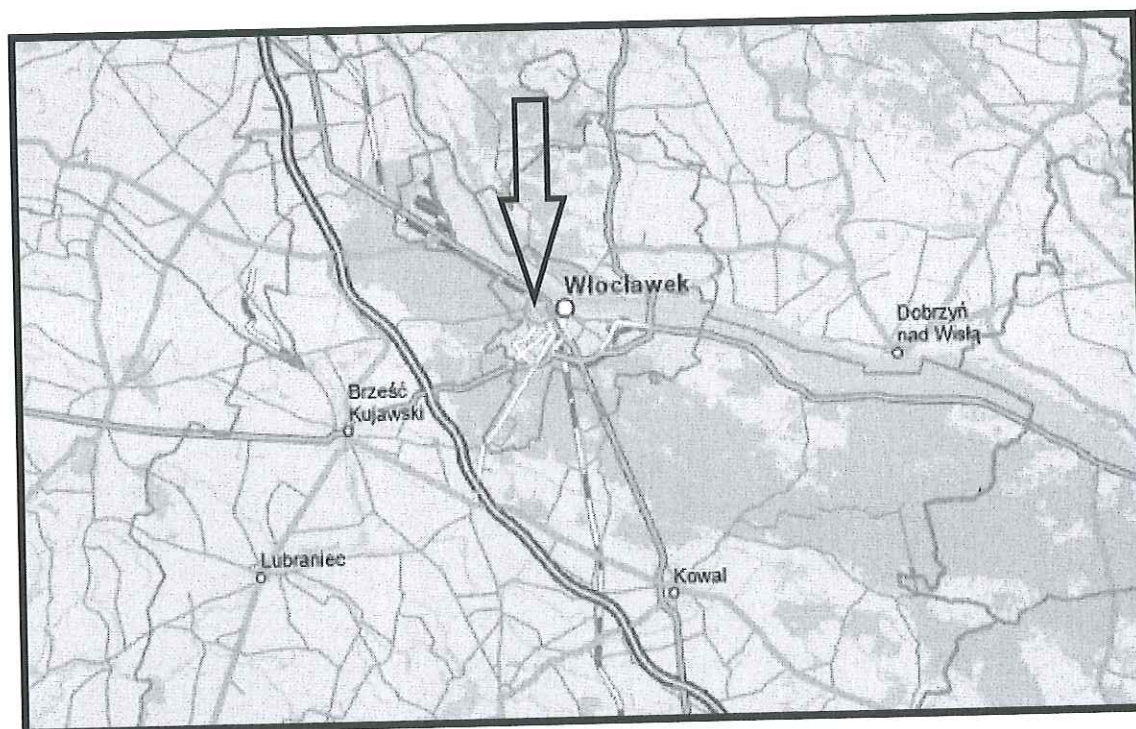 Włocławek
Dobrzyń
nad Wisłą
Brześć
Kujawski
Lubraniec
Kowal